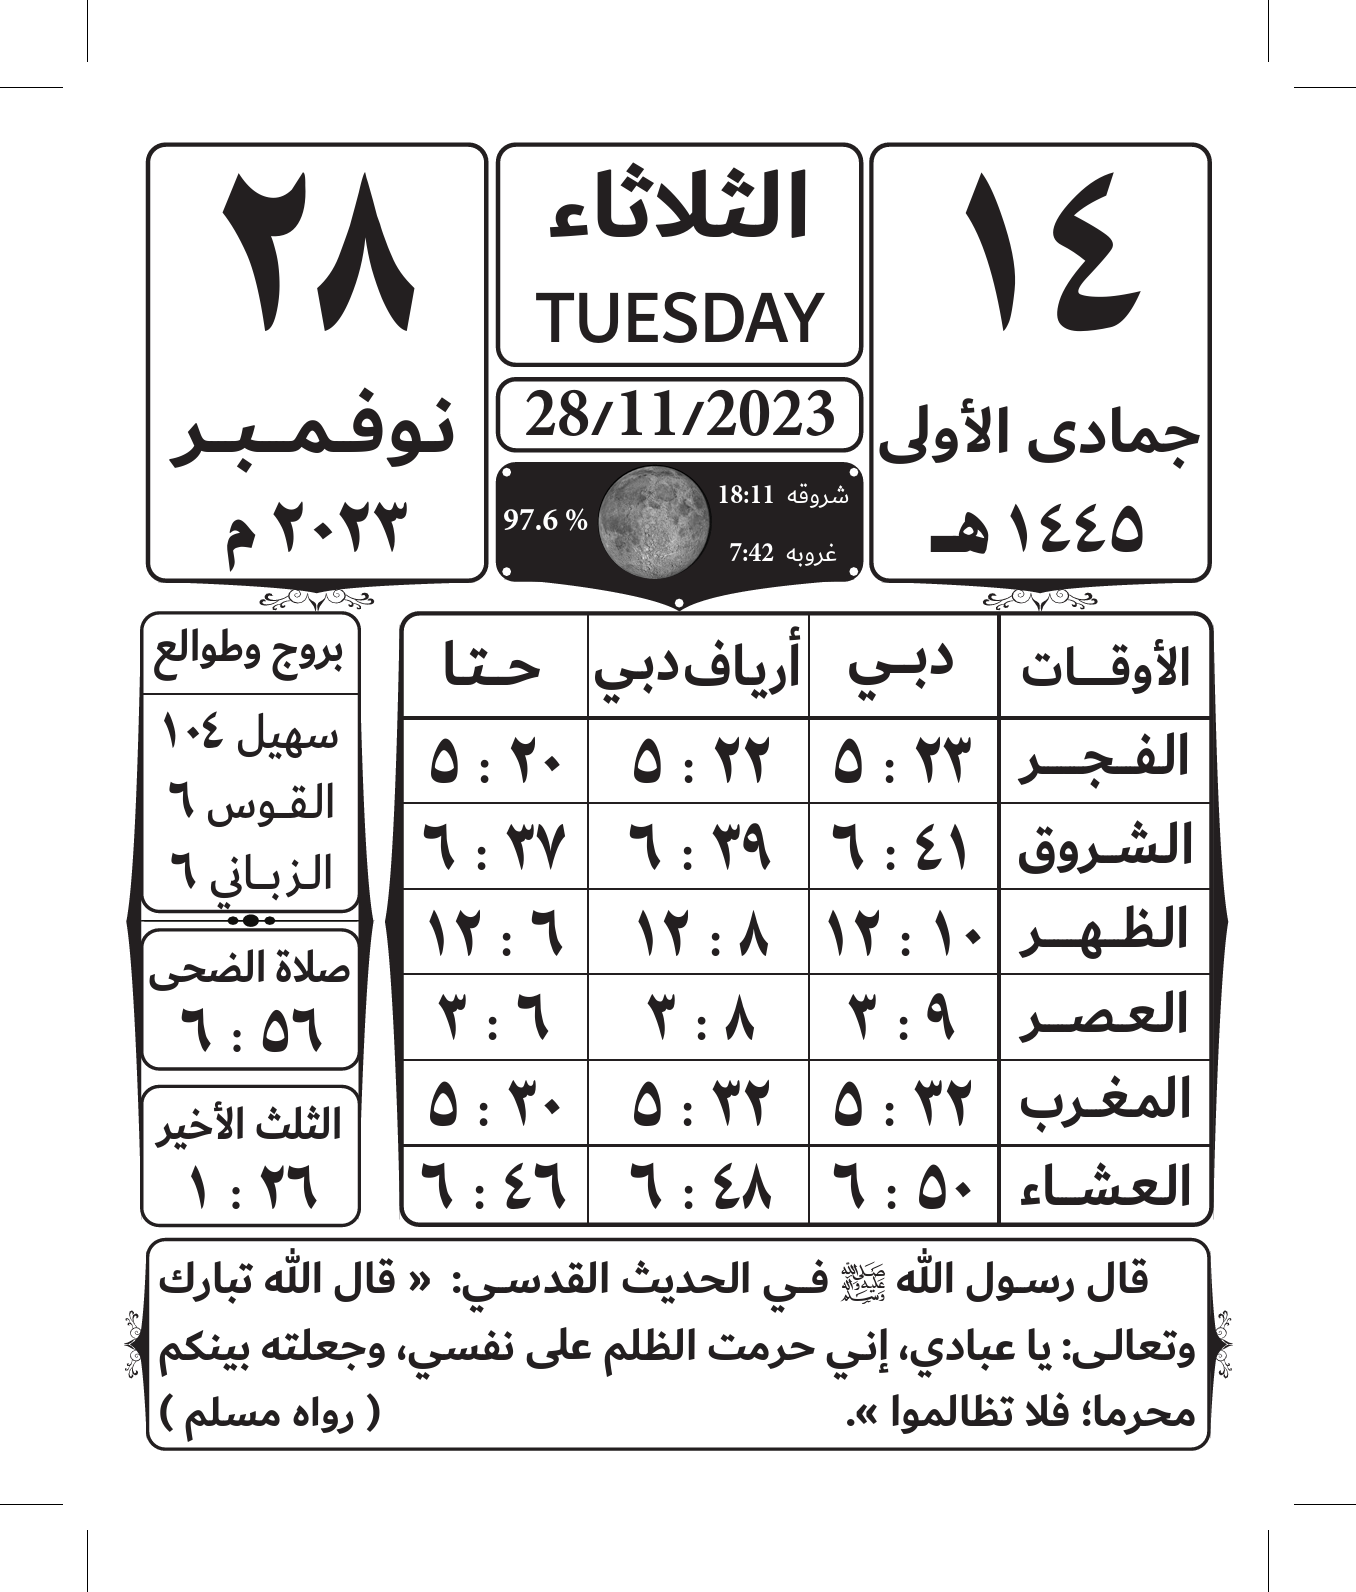 ١٤
جمادى الأولى
١٤٤٥ هـ
الثلاثاء
TUESDAY
28/11/2023
شروقه 18:11
غروبه 7:42
97.6 %
٢٨
نوفمبر
٢٠٢٣ م
الأوقات دبي أرياف دبي حتا
الفجر ٢٣ : ٥ ٢٢ : ٥ ٢٠ : ٥
الشروق ٤١ : ٦ ٣٩ : ٦ ٣٧ : ٦
الظهر ١٠ : ١٢ ٨ : ١٢ ٦ : ١٢
العصر ٩ : ٣ ٨ : ٣ ٦ : ٣
المغرب ٣٢ : ٥ ٣٢ : ٥ ٣٠ : ٥
العشاء ٥٠ : ٦ ٤٨ : ٦ ٤٦ : ٦
بروج وطوالع
سهيل ١٠٤
القوس ٦
الزباني ٦
صلاة الضحى
٥٦ : ٦
الثلث الأخير
٢٦ : ١
قال رسول الله ﷺ في الحديث القدسي: « قال الله تبارك
وتعالى: يا عبادي، إني حرمت الظلم على نفسي، وجعلته بينكم
محرما؛ فلا تظالموا ». ( رواه مسلم )